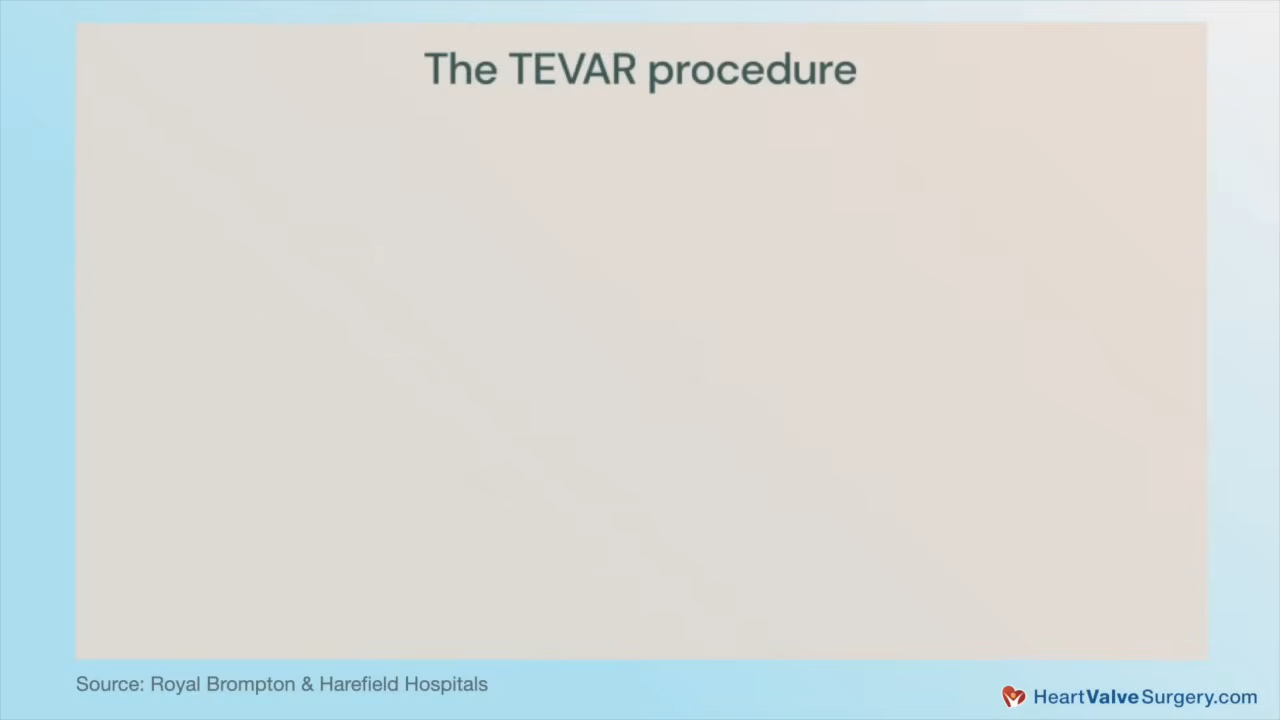 The TEVAR procedure
Source: Royal Brompton & Harefield Hospitals
HeartValveSurgery.com